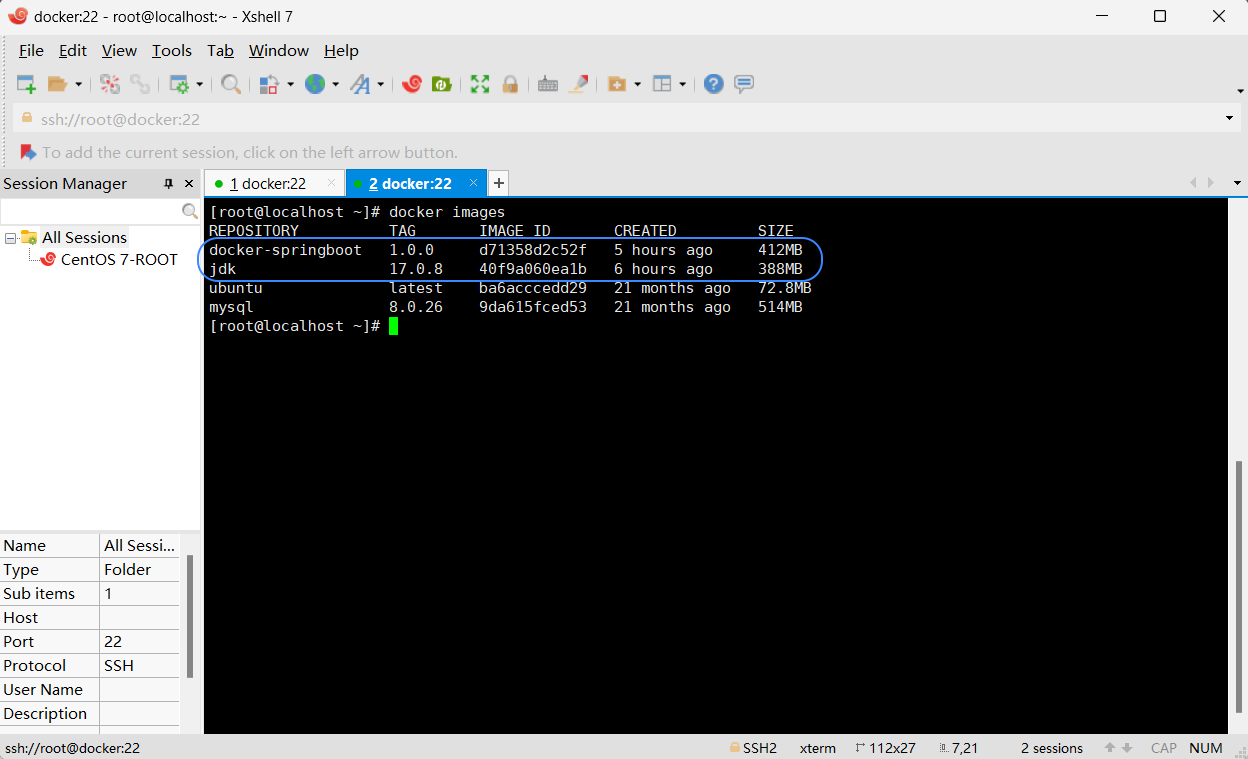 docker:22 - root@localhost:~ - Xshell 7
File Edit View Tools Tab Window Help
ssh://root@docker:22
To add the current session, click on the left arrow button.
Session Manager
1 docker:22
2 docker:22
All Sessions
CentOS 7-ROOT
[root@localhost ~]# docker images
REPOSITORY TAG IMAGE ID CREATED SIZE
docker-springboot 1.0.0 d71358d2c52f 5 hours ago 412MB
jdk 17.0.8 40f9a060ea1b 6 hours ago 388MB
ubuntu latest ba6acccedd29 21 months ago 72.8MB
mysql 8.0.26 9da615fced53 21 months ago 514MB
[root@localhost ~]#
Name All Sessi...
Type Folder
Sub items 1
Host
Port 22
Protocol SSH
User Name
Description
ssh://root@docker:22 SSH2 xterm 112x27 7,21 2 sessions CAP NUM